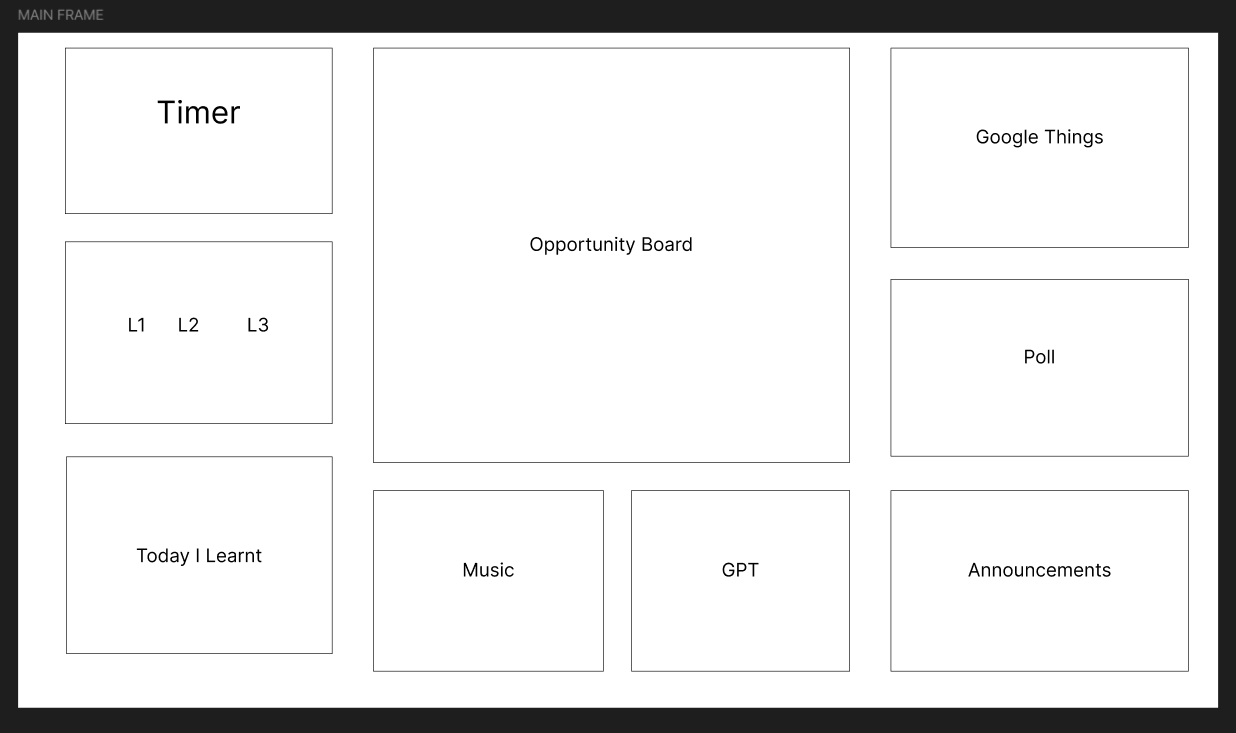 MAIN FRAME
Timer
L1 L2 L3
Today I Learnt
Opportunity Board
Music
GPT
Google Things
Poll
Announcements